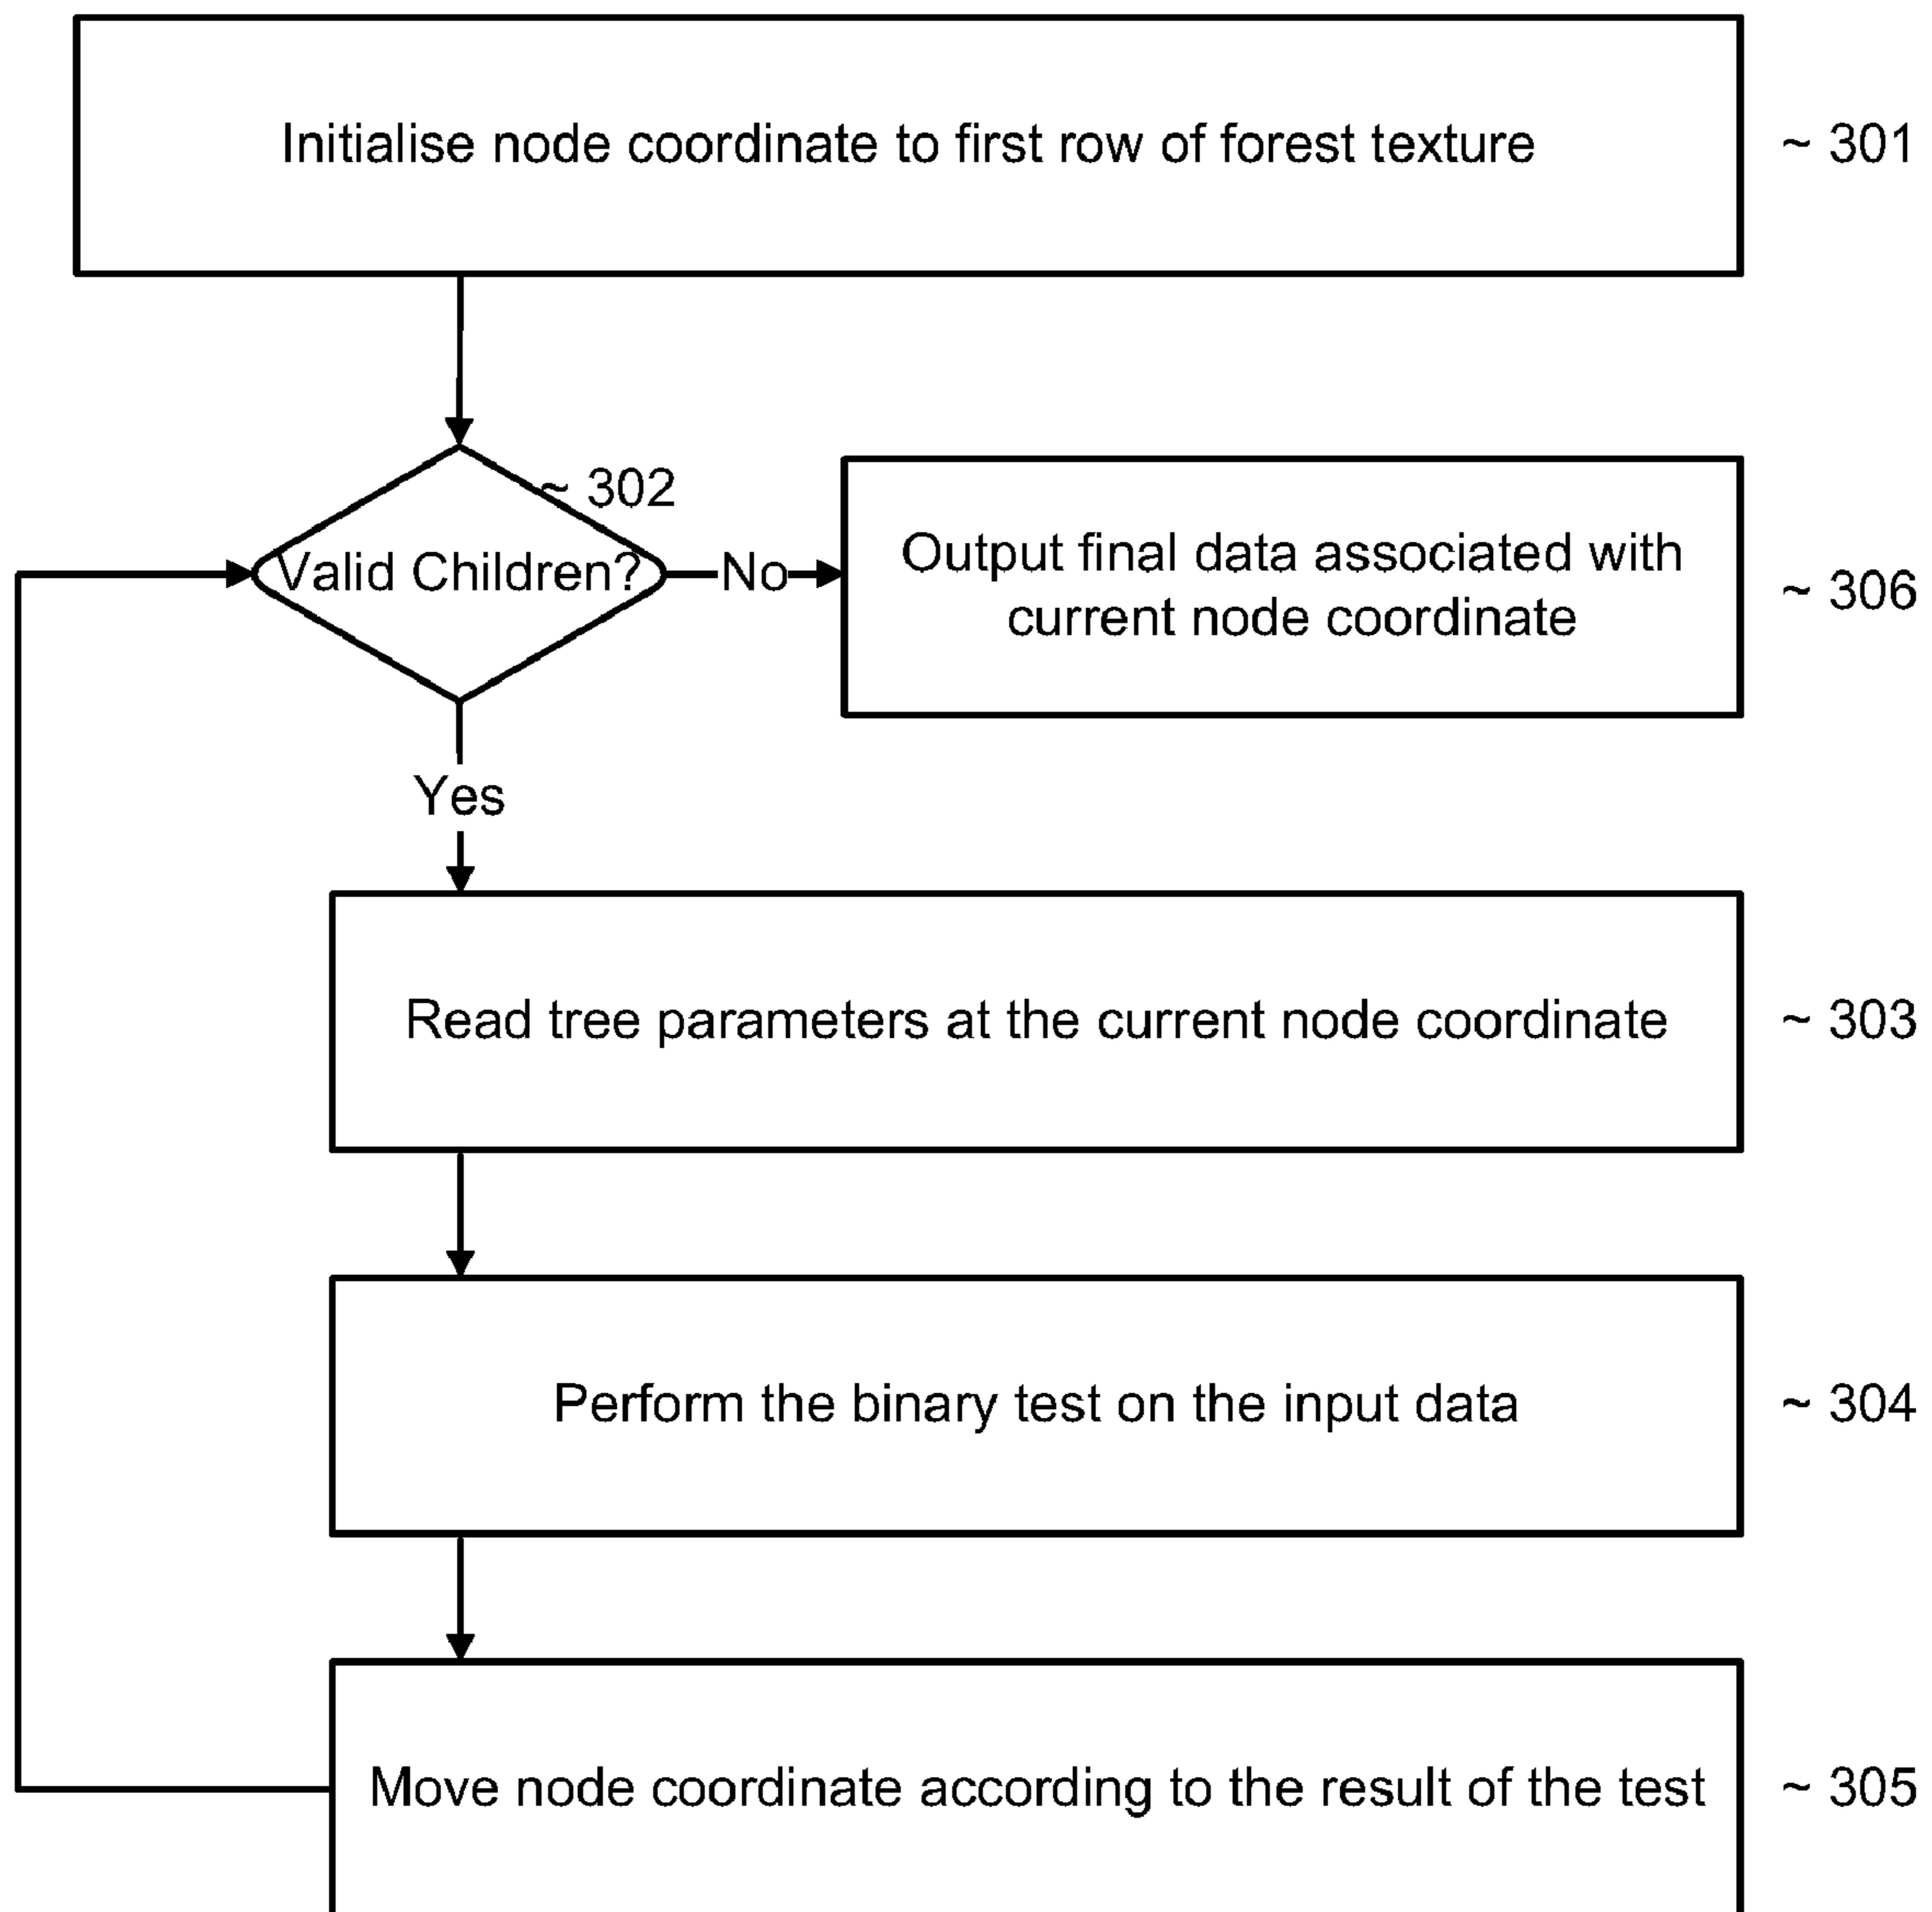 Initialise node coordinate to first row of forest texture
~ 301
~ 302
Valid Children?
No
Output final data associated with
current node coordinate
~ 306
Yes
Read tree parameters at the current node coordinate
~ 303
Perform the binary test on the input data
~ 304
Move node coordinate according to the result of the test
~ 305